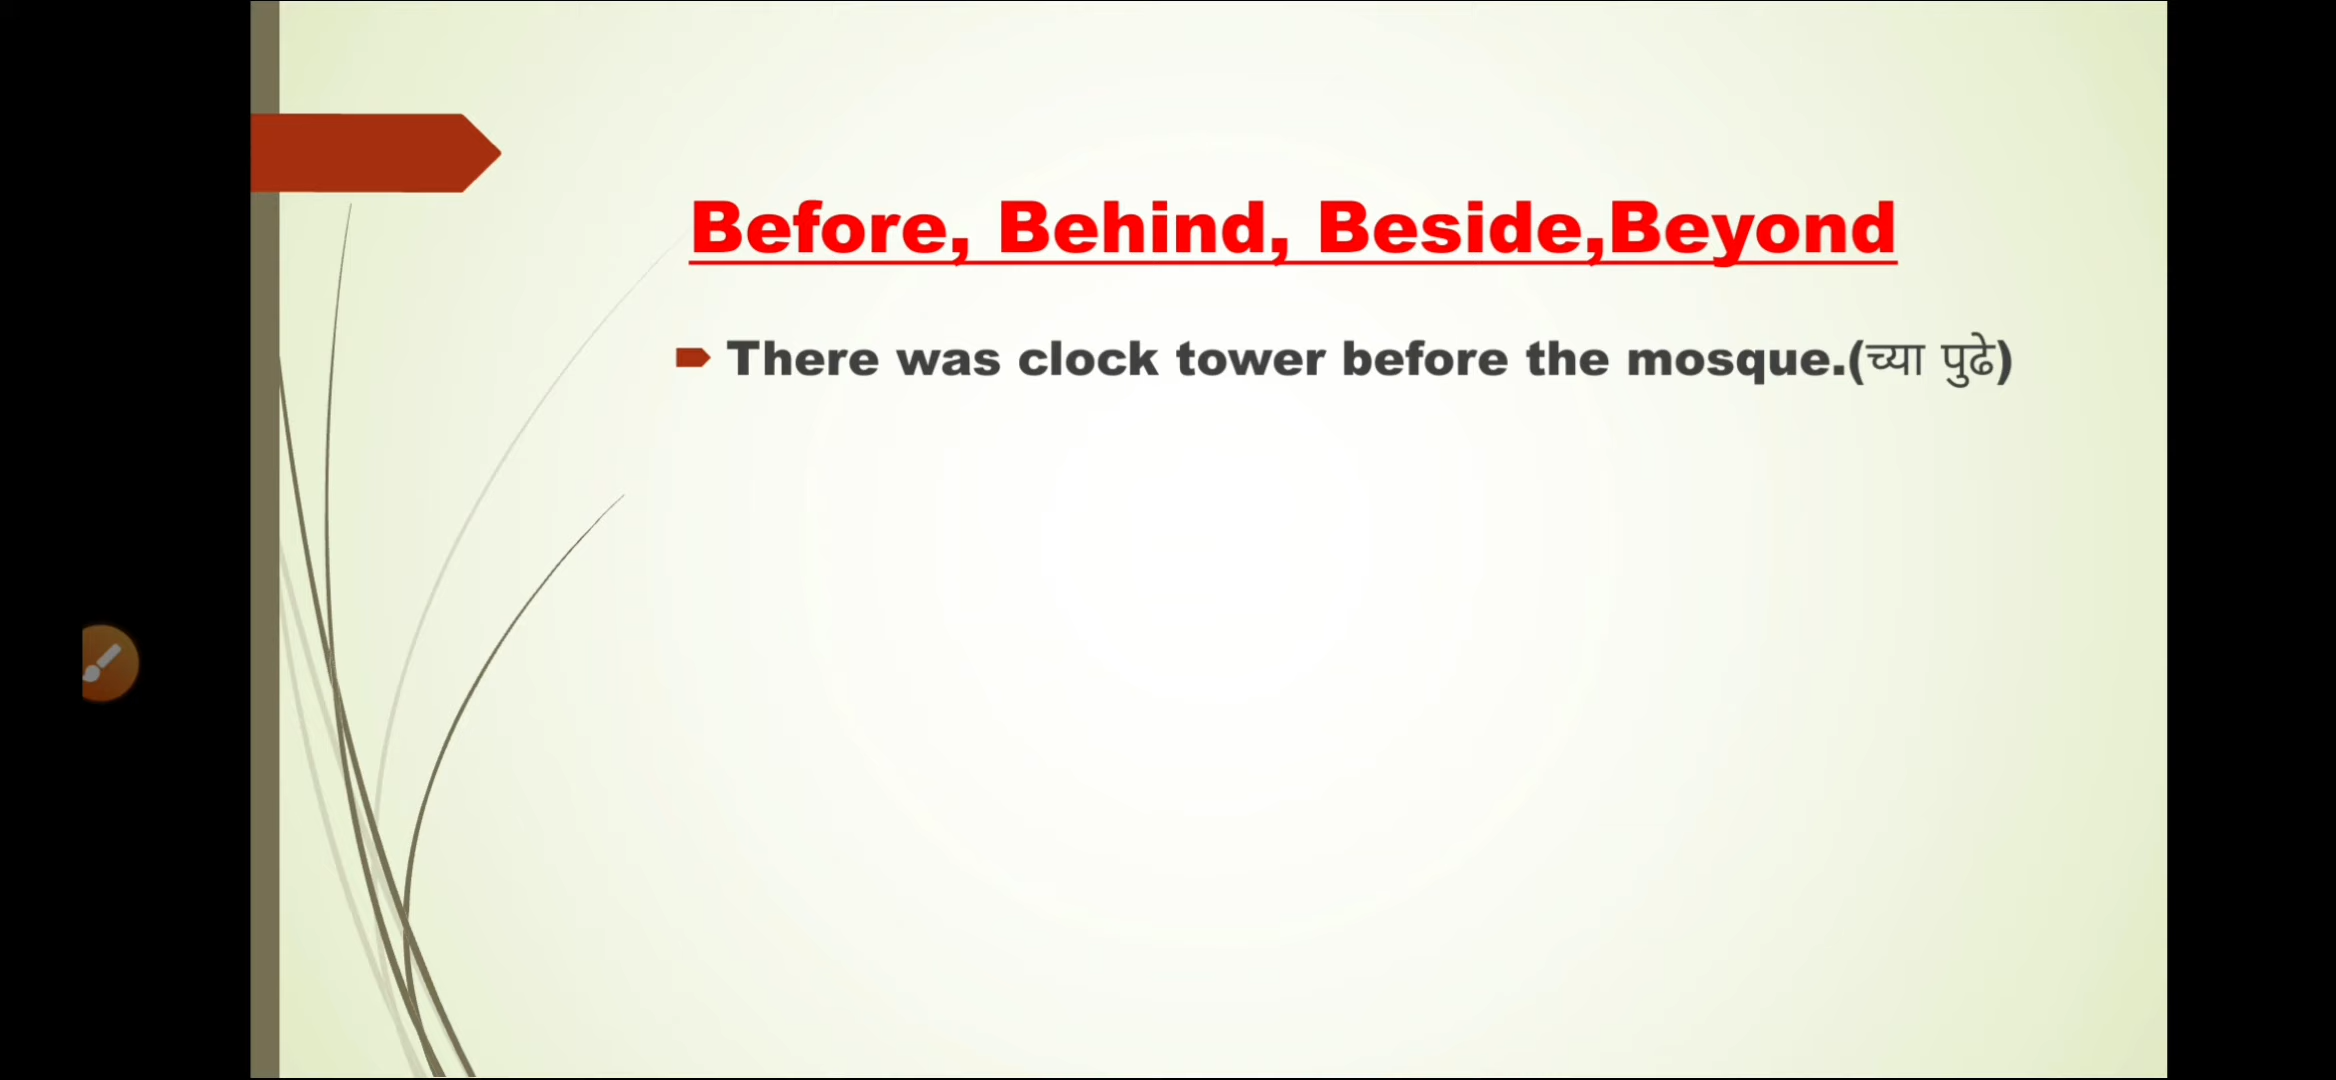 Before, Behind, Beside,Beyond
There was clock tower before the mosque.(च्या पुढे)